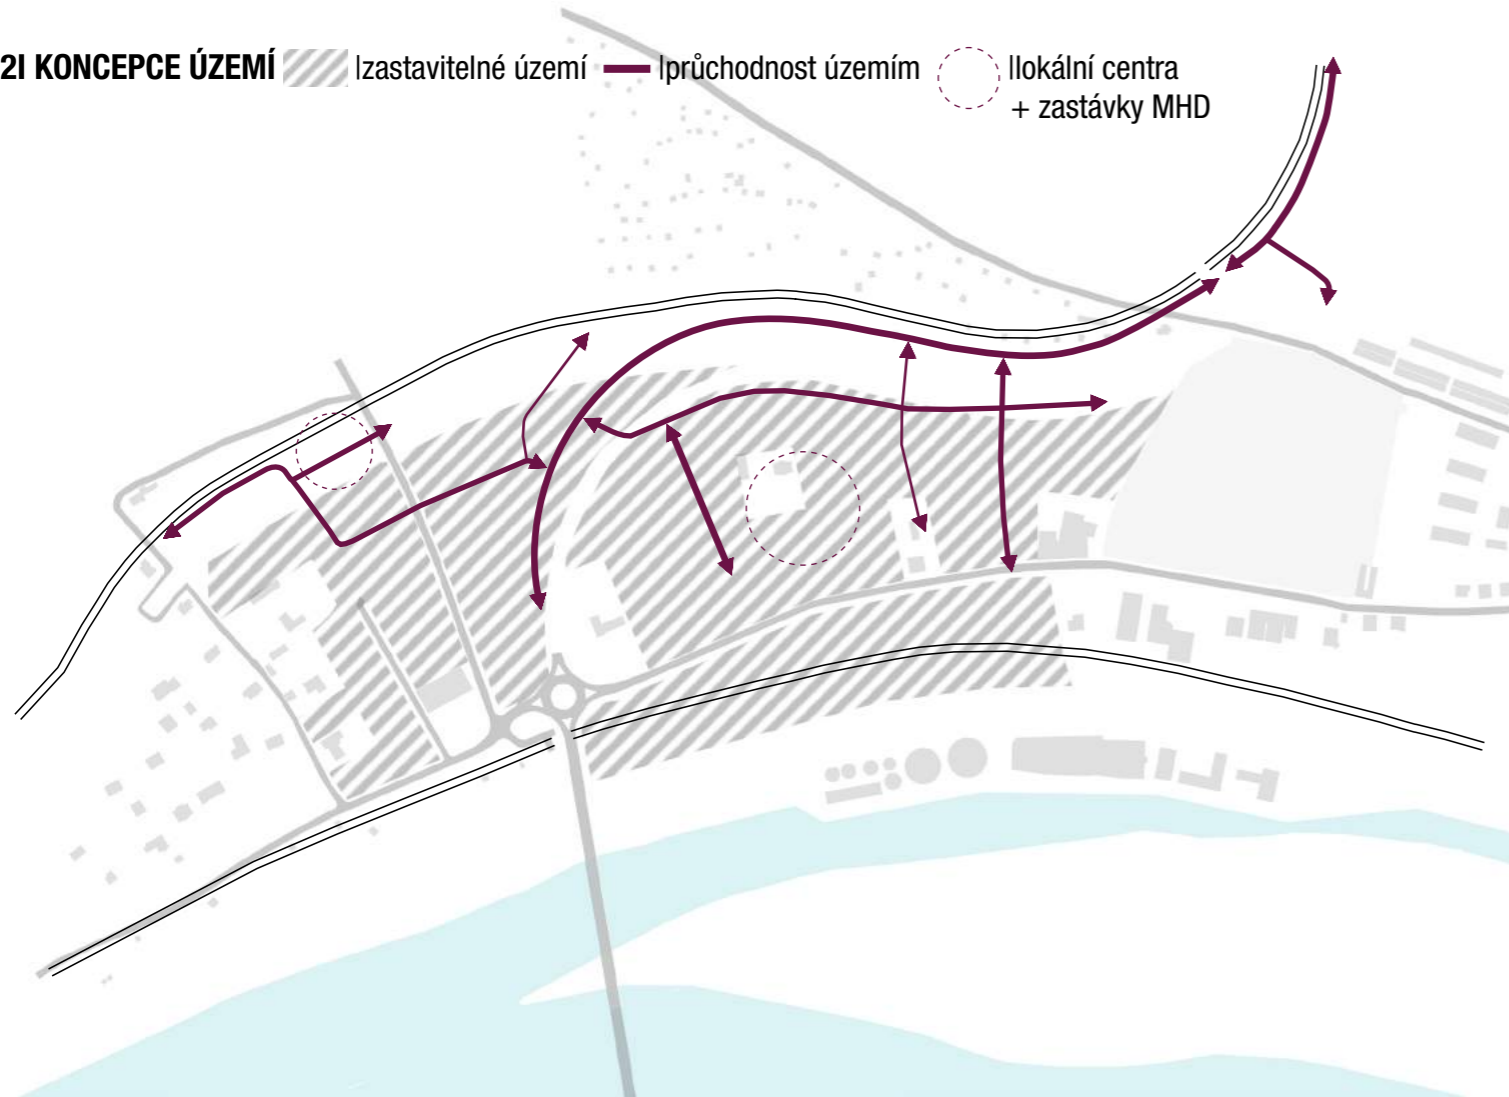 2I KONCEPCE ÚZEMÍ
|zastavitelné území
|průchodnost územím
|lokální centra
+ zastávky MHD